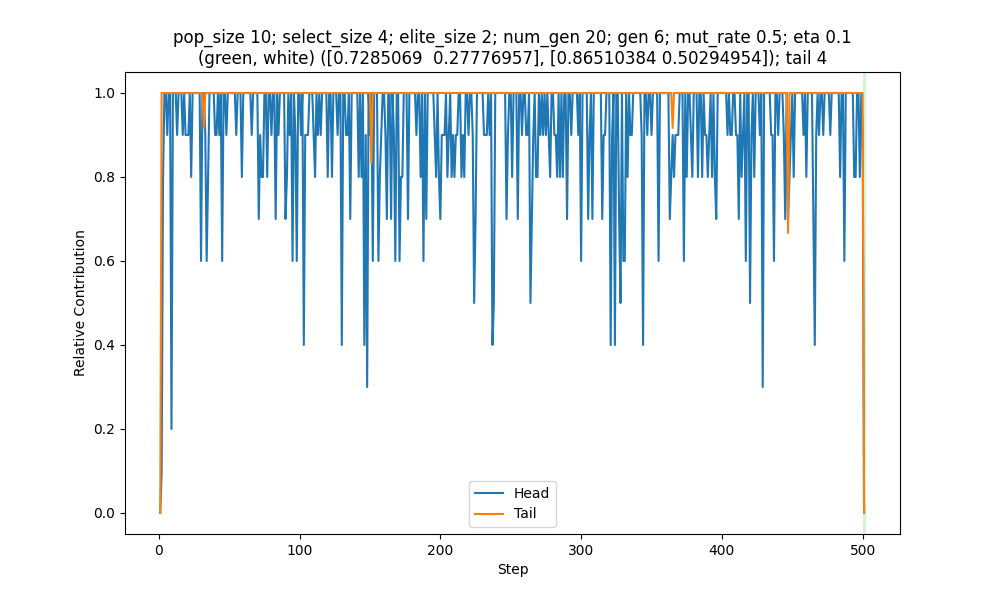 pop_size 10; select_size 4; elite_size 2; num_gen 20; gen 6; mut_rate 0.5; eta 0.1
(green, white) ([0.7285069  0.27776957], [0.86510384 0.50294954]); tail 4
1.0
0.8
0.6
0.4
0.2
0.0
Relative Contribution
Head
Tail
0
100
200
300
400
500
Step